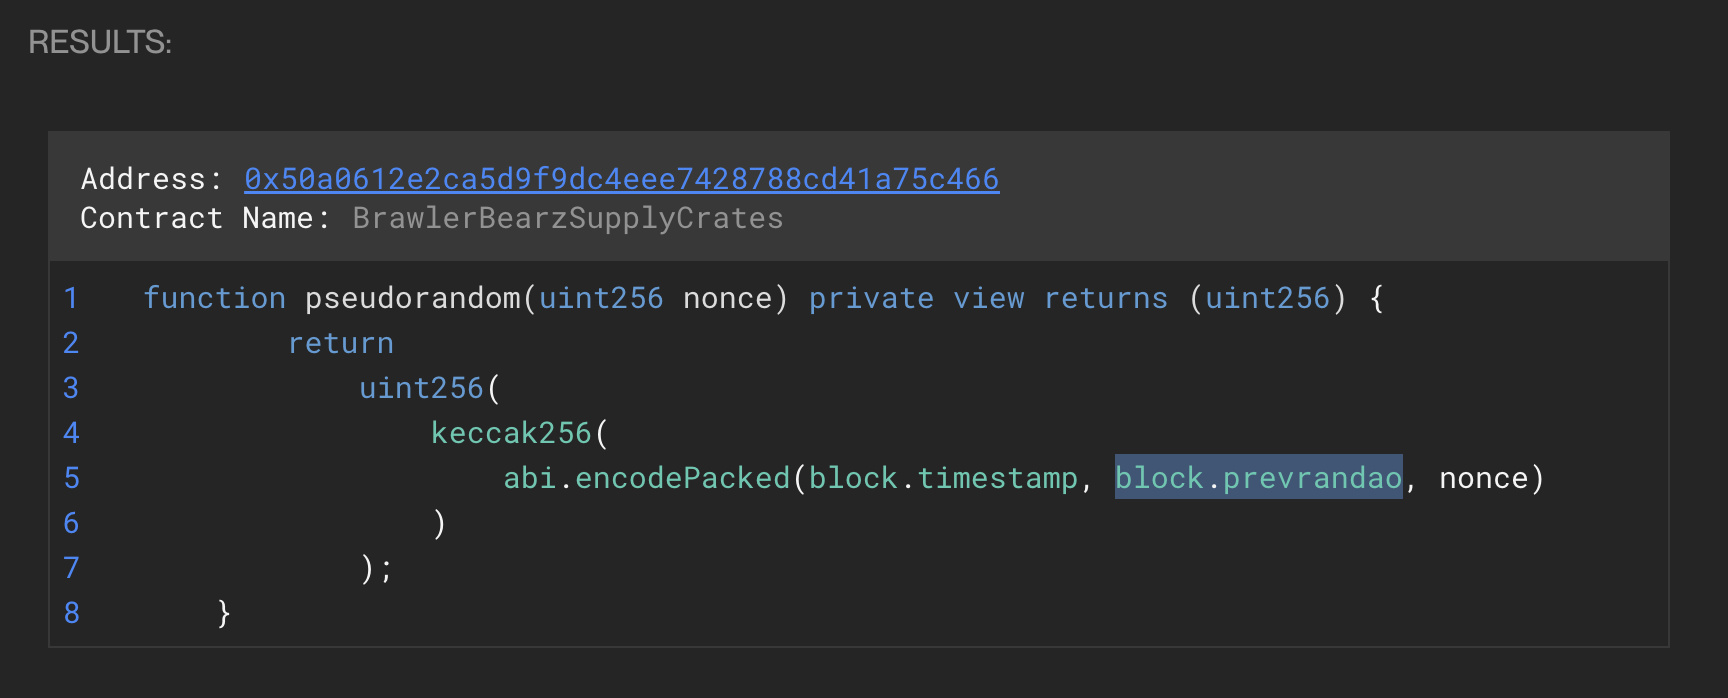 RESULTS:
Address: 0x50a0612e2ca5d9f9dc4eee7428788cd41a75c466
Contract Name: BrawlerBearzSupplyCrates
1 function pseudorandom(uint256 nonce) private view returns (uint256) {
2 return
3 uint256(
4 keccak256(
5 abi.encodePacked(block.timestamp, block.prevrandao, nonce)
6 )
7 );
8 }